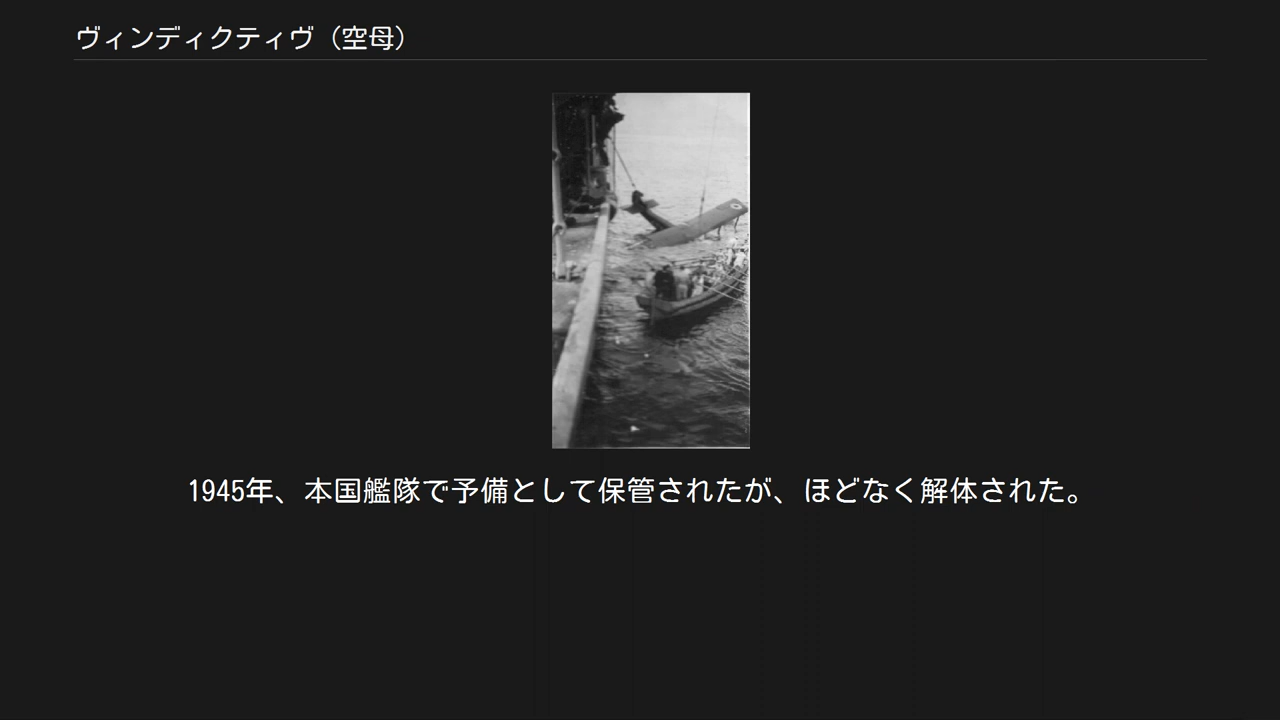 ヴィンディクティヴ（空母）
1945年、本国艦隊で予備として保管されたが、ほどなく解体された。